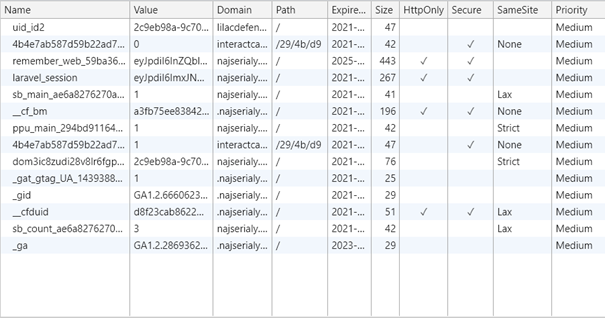 Name Value Domain Path Expire... Size HttpOnly Secure SameSite Priority
uid_id2 2c9eb98a-9c70... lilacdefen... / 2021-... 47 Medium
4b4e7ab587d59b22ad7... 0 interactca... /29/4b/d9 2021-... 42 ✓ None Medium
remember_web_59ba36... eyJpdiI6InZQbI... najserialy.... / 2025-... 443 ✓ ✓ Medium
laravel_session eyJpdiI6ImxJN... najserialy.... / 2021-... 267 ✓ ✓ Medium
sb_main_ae6a8276270a... 1 najserialy.... / 2021-... 41 Lax Medium
__cf_bm a3fb75ee83842... .najserialy... / 2021-... 196 ✓ ✓ None Medium
ppu_main_294bd91164... 1 najserialy.... / 2021-... 42 Strict Medium
4b4e7ab587d59b22ad7... 1 interactca... /29/4b/d9 2021-... 47 ✓ None Medium
dom3ic8zudi28v8lr6fgp... 2c9eb98a-9c70... najserialy.... / 2021-... 76 Strict Medium
_gat_gtag_UA_1439388... 1 .najserialy... / 2021-... 25 Medium
_gid GA1.2.6660623... .najserialy... / 2021-... 29 Medium
__cfduid d8f23cab8622... .najserialy... / 2021-... 51 ✓ ✓ Lax Medium
sb_count_ae6a8276270... 3 najserialy.... / 2021-... 42 Lax Medium
_ga GA1.2.2869362... .najserialy... / 2023-... 29 Medium